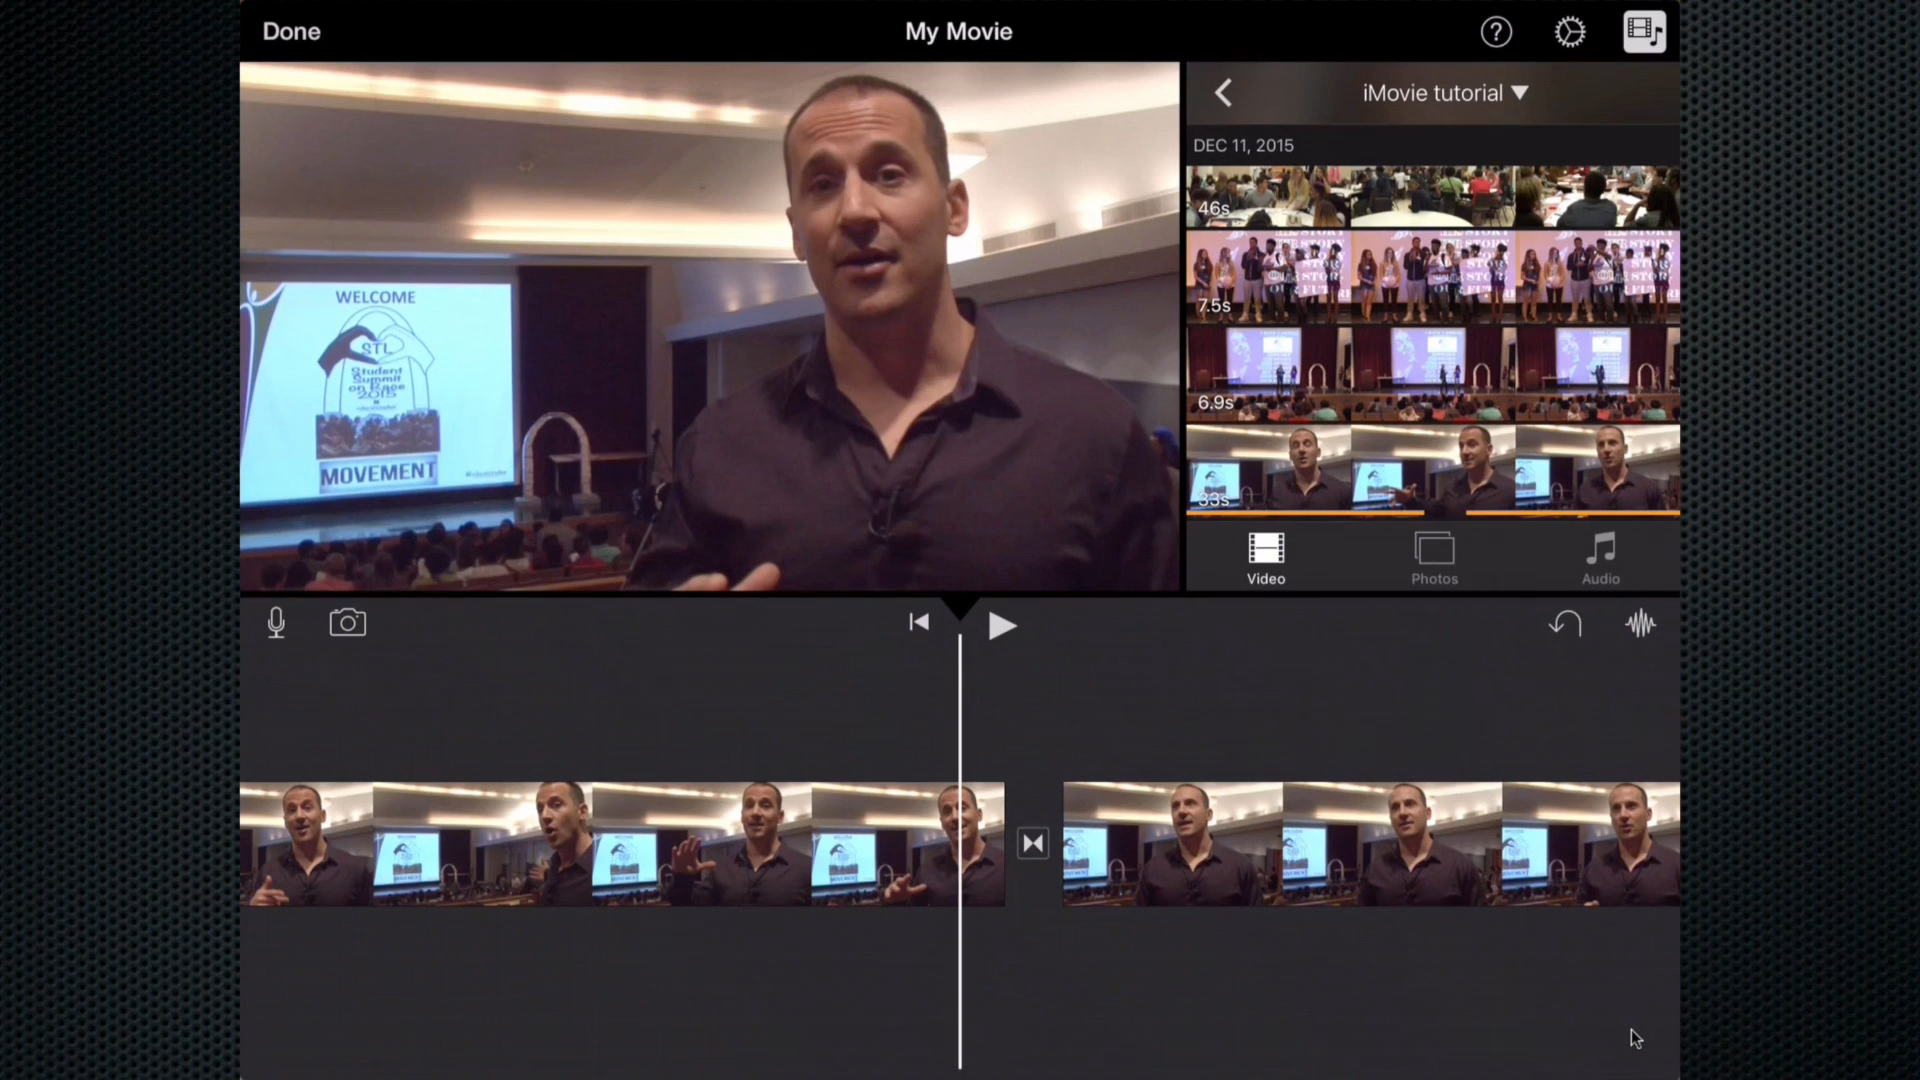 Done
My Movie
?
iMovie tutorial
DEC 11, 2015
46s
7.5s
6.9s
33s
Video
Photos
Audio
WELCOME
STL
Student
Summit
on Race
2015
MOVEMENT
STORY